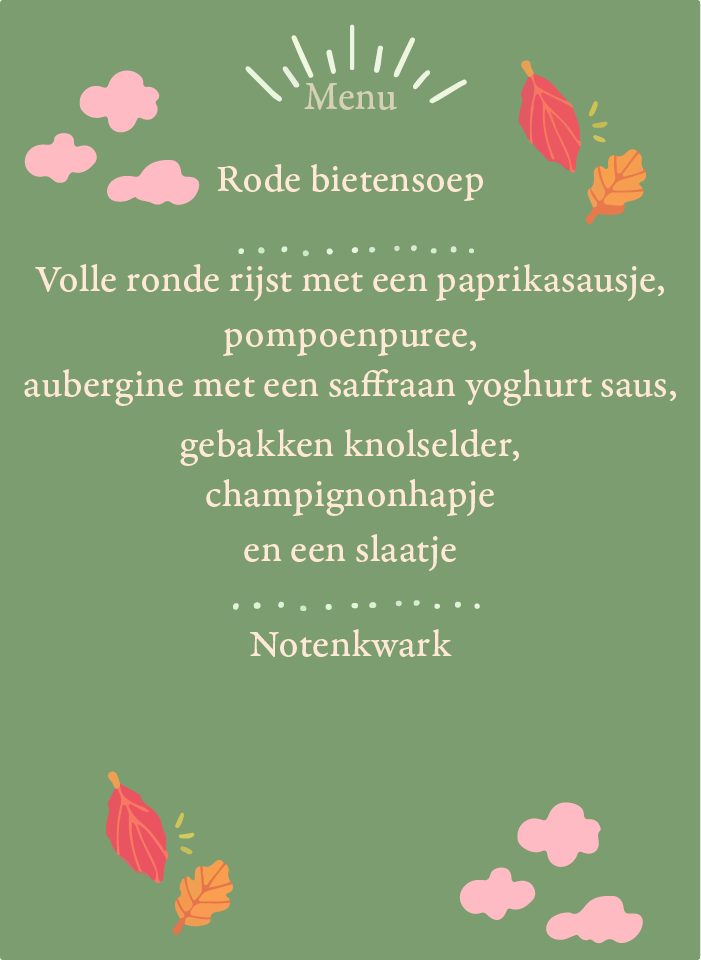 Menu
Rode bietensoep
Volle ronde rijst met een paprikasausje,
pompoenpuree,
aubergine met een saffraan yoghurt saus,
gebakken knolselder,
champignonhapje
en een slaatje
Notenkwark